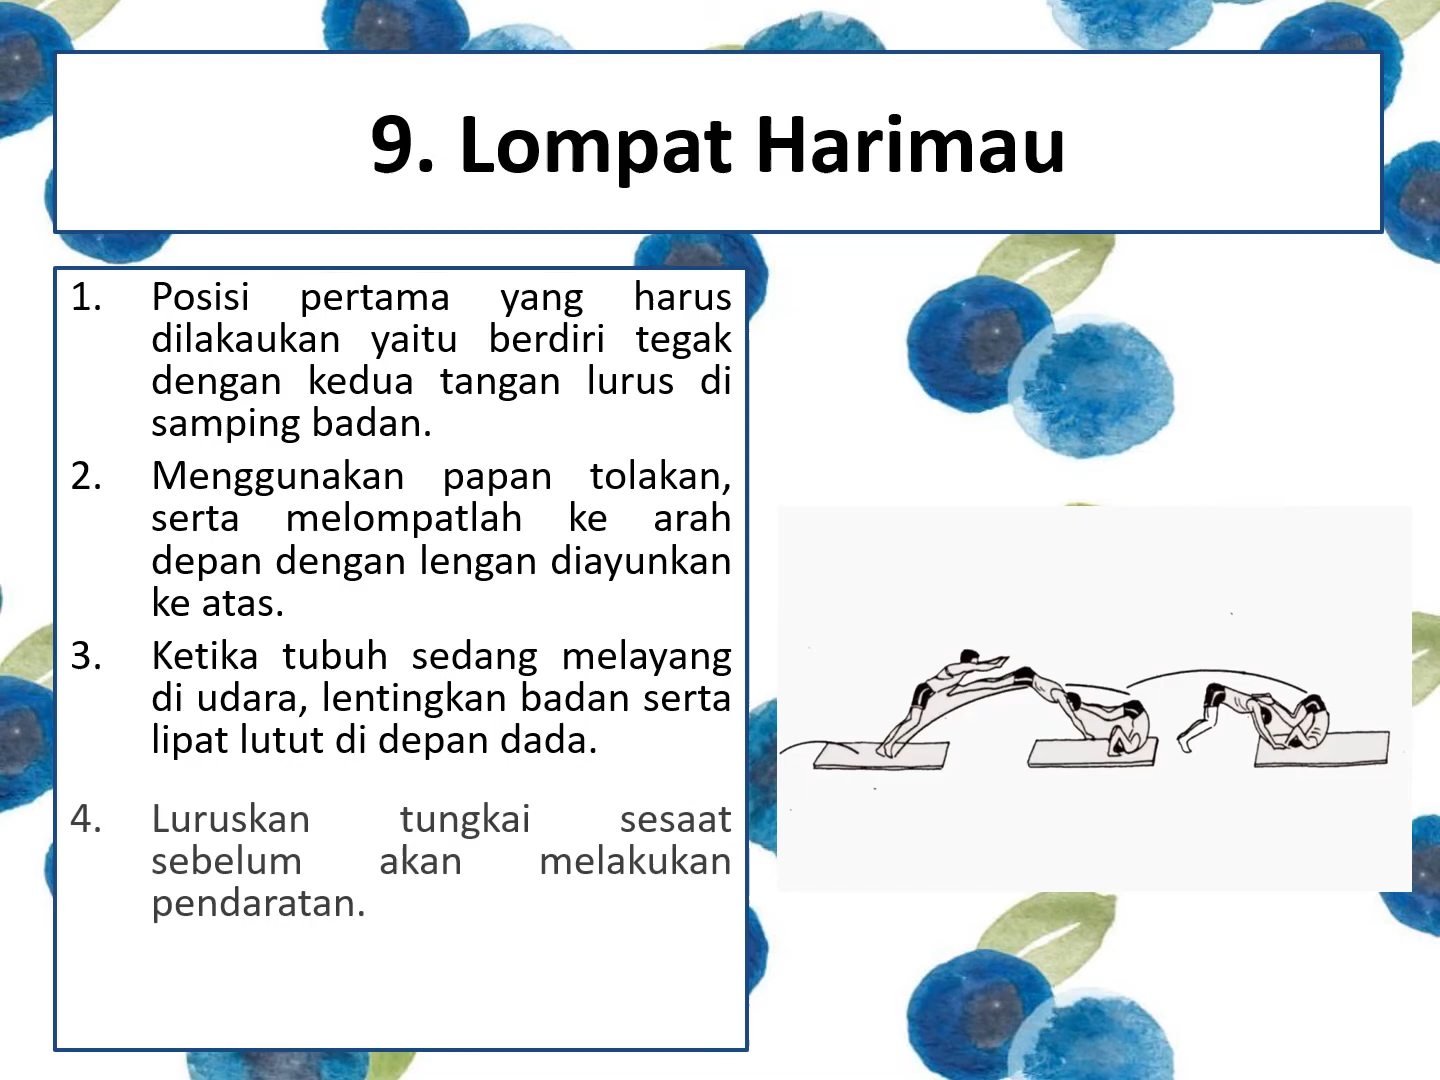 9. Lompat Harimau
1. Posisi pertama yang harus
dilakaukan yaitu berdiri tegak
dengan kedua tangan lurus di
samping badan.
2. Menggunakan papan tolakan,
serta melompatlah ke arah
depan dengan lengan diayunkan
ke atas.
3. Ketika tubuh sedang melayang
di udara, lentingkan badan serta
lipat lutut di depan dada.
4. Luruskan tungkai sesaat
sebelum akan melakukan
pendaratan.